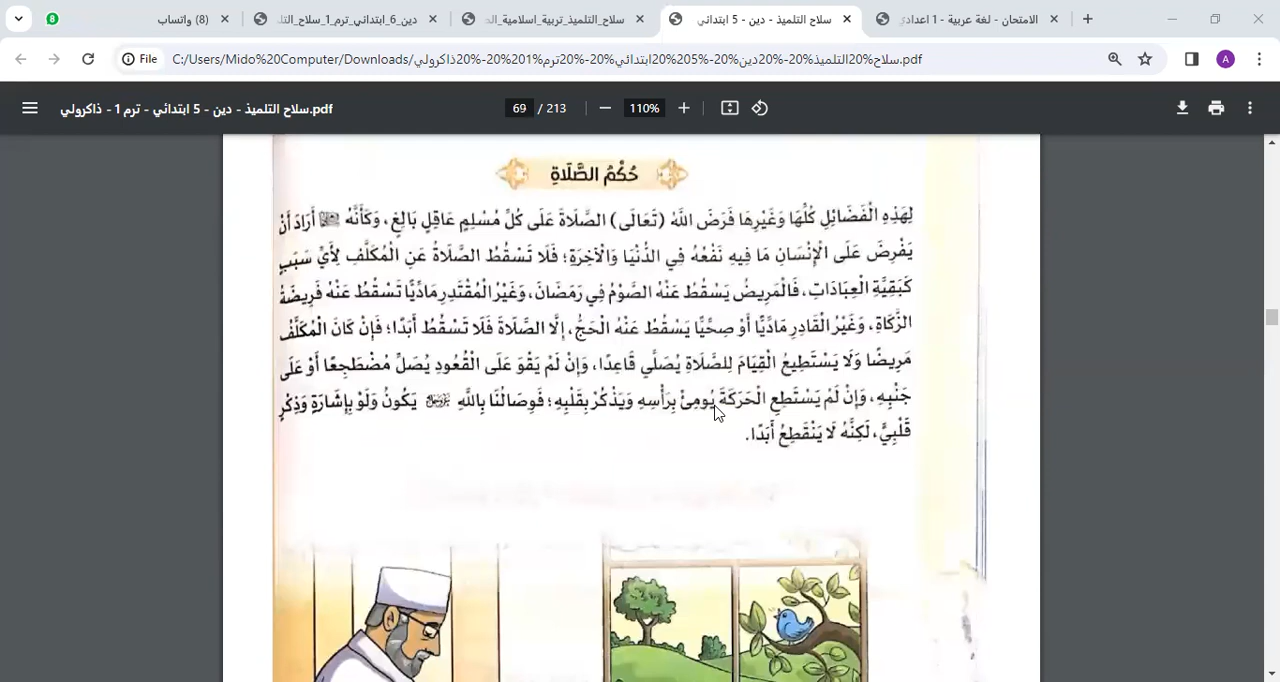 (8) واتساب
دين_6_ابتدائي_ترم_1_سلاح_التل
سلاح_التلميذ_تربية_اسلامية_الص
سلاح التلميذ - دين - 5 ابتدائي
الامتحان - لغة عربية - 1 اعدادي
File C:/Users/Mido%20Computer/Downloads/سلاح%20التلميذ%20-%20دين%20-%205%20ابتدائي%20-%20ترم%201%20-%20ذاكرولي.pdf
سلاح التلميذ - دين - 5 ابتدائي - ترم 1 - ذاكرولي.pdf
69 / 213
110%
حُكْمُ الصَّلَاةِ
لِهَذِهِ الْفَضَائِلِ كُلِّهَا وَغَيْرِهَا فَرَضَ اللَّهُ (تَعَالَى) الصَّلَاةَ عَلَى كُلِّ مُسْلِمٍ عَاقِلٍ بَالِغٍ، وَكَأَنَّهُ ﷻ أَرَادَ أَنْ
يَفْرِضَ عَلَى الْإِنْسَانِ مَا فِيهِ نَفْعُهُ فِي الدُّنْيَا وَالْآخِرَةِ؛ فَلَا تَسْقُطُ الصَّلَاةُ عَنِ الْمُكَلَّفِ لِأَيِّ سَبَبٍ
كَبَقِيَّةِ الْعِبَادَاتِ، فَالْمَرِيضُ يَسْقُطُ عَنْهُ الصَّوْمُ فِي رَمَضَانَ، وَغَيْرُ الْمُقْتَدِرِ مَادِّيًّا تَسْقُطُ عَنْهُ فَرِيضَةُ
الزَّكَاةِ، وَغَيْرُ الْقَادِرِ مَادِّيًّا أَوْ صِحِّيًّا يَسْقُطُ عَنْهُ الْحَجُّ، إِلَّا الصَّلَاةَ فَلَا تَسْقُطُ أَبَدًا؛ فَإِنْ كَانَ الْمُكَلَّفُ
مَرِيضًا وَلَا يَسْتَطِيعُ الْقِيَامَ لِلصَّلَاةِ يُصَلِّي قَاعِدًا، وَإِنْ لَمْ يَقْوَ عَلَى الْقُعُودِ يُصَلِّ مُضْطَجِعًا أَوْ عَلَى
جَنْبِهِ، وَإِنْ لَمْ يَسْتَطِعِ الْحَرَكَةَ يُومِئْ بِرَأْسِهِ وَيَذْكُرْ بِقَلْبِهِ؛ فَوِصَالُنَا بِاللَّهِ يَكُونُ وَلَوْ بِإِشَارَةٍ وَذِكْرٍ
قَلْبِيٍّ، لَكِنَّهُ لَا يَنْقَطِعُ أَبَدًا.